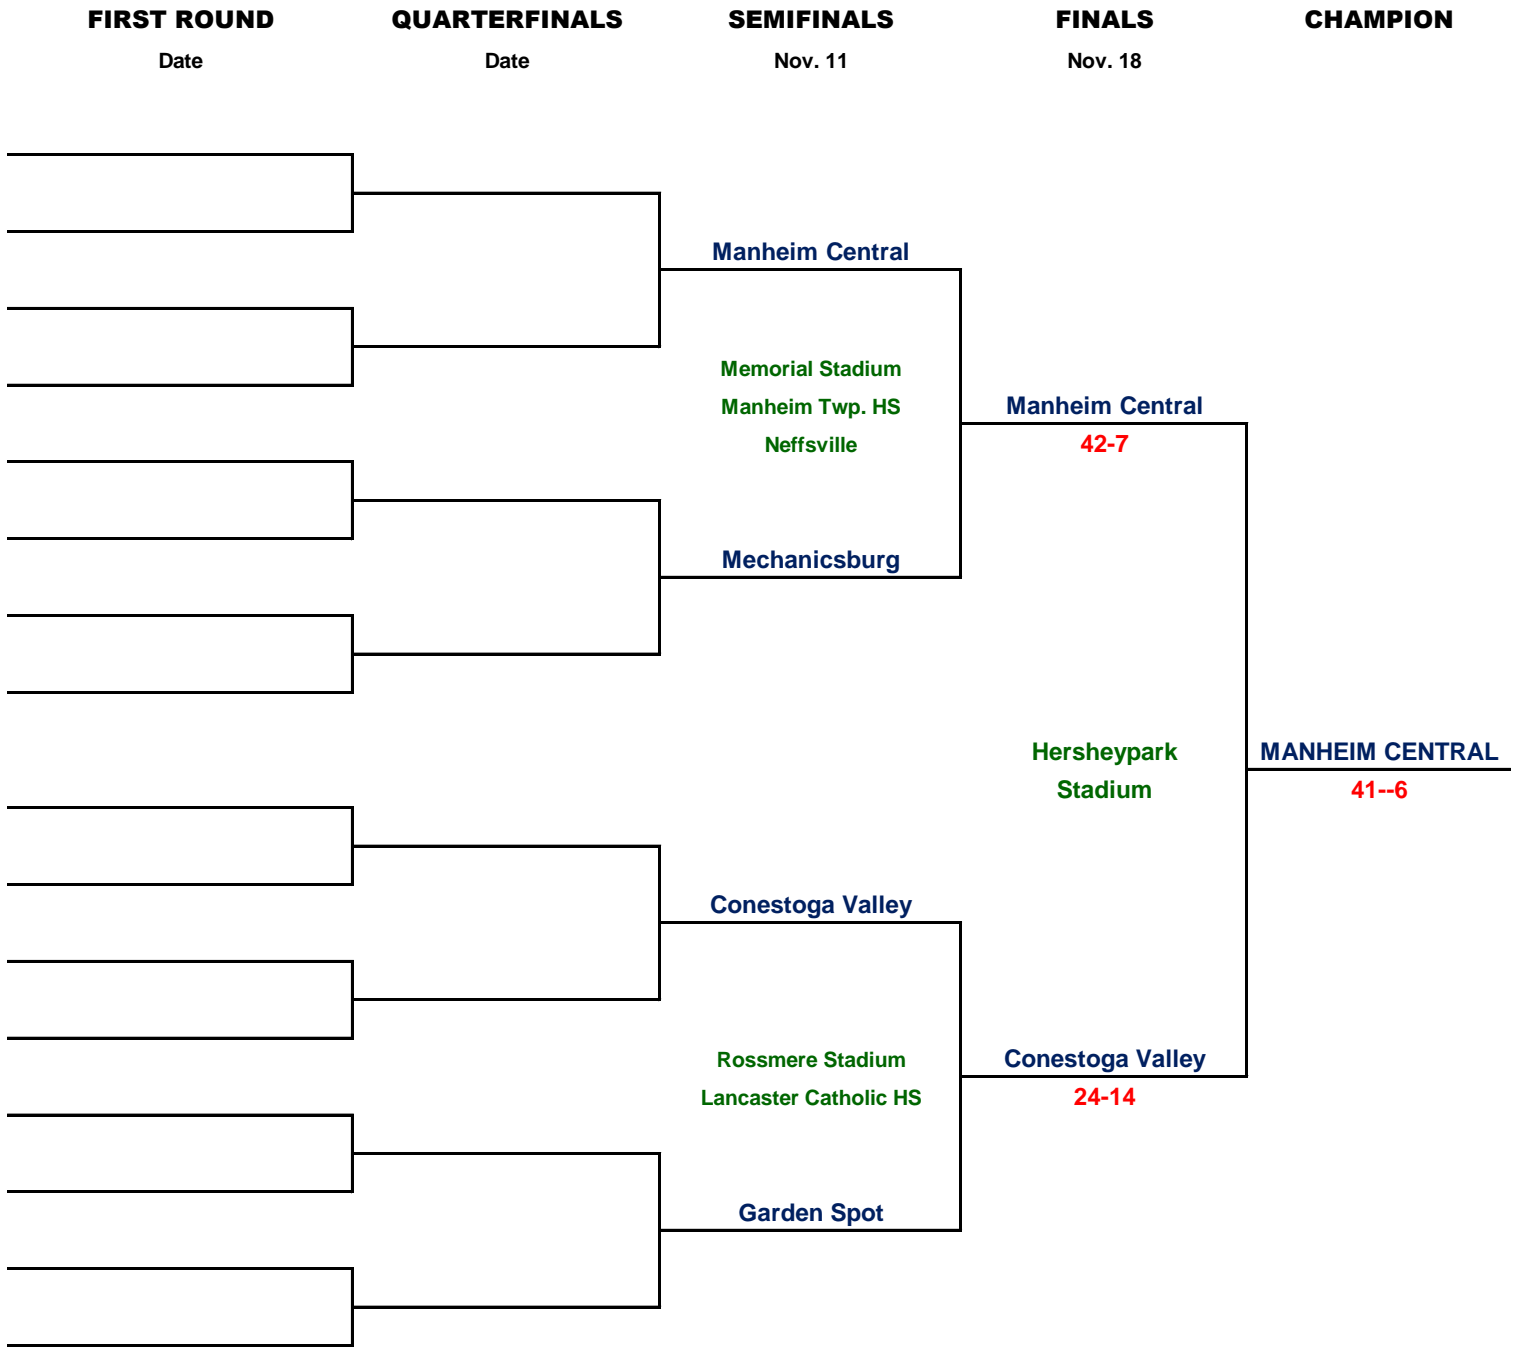 FIRST ROUND
QUARTERFINALS
SEMIFINALS
FINALS
CHAMPION
Date
Date
Nov. 11
Nov. 18
Manheim Central
Memorial Stadium
Manheim Twp. HS
Neffsville
Manheim Central
42-7
Mechanicsburg
Hersheypark
Stadium
MANHEIM CENTRAL
41--6
Conestoga Valley
Rossmere Stadium
Lancaster Catholic HS
Conestoga Valley
24-14
Garden Spot